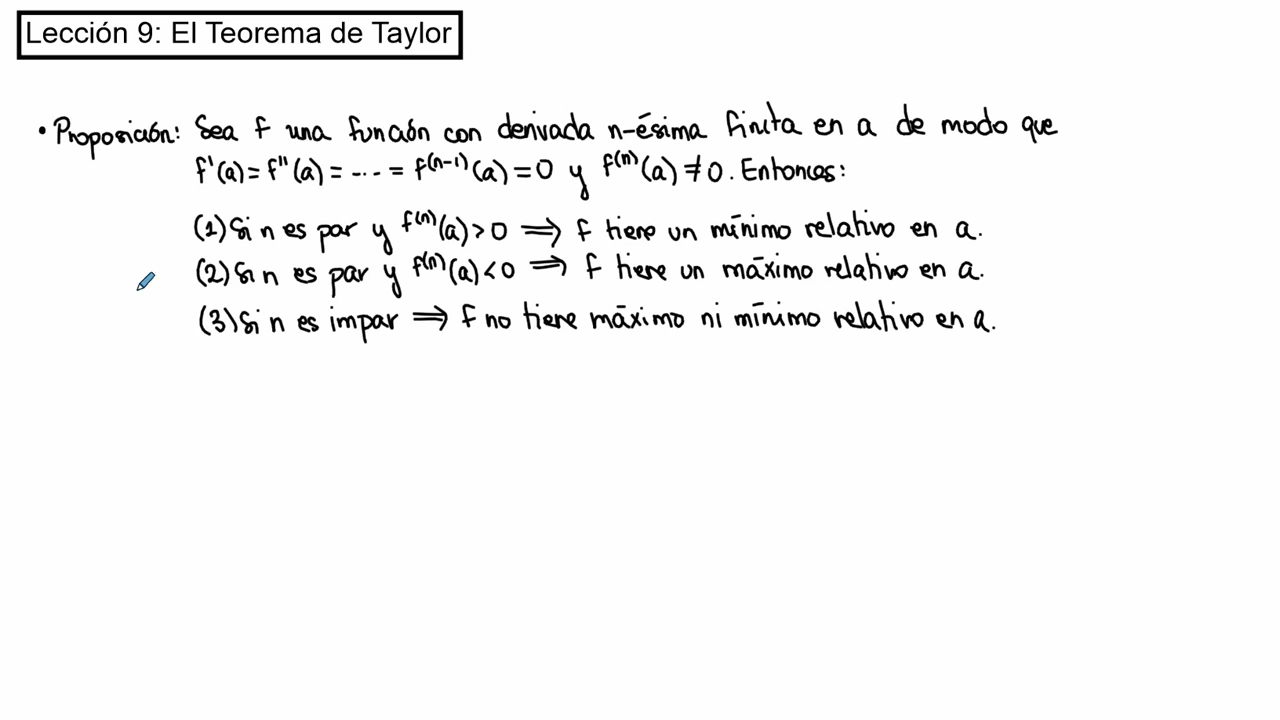 Lección 9: El Teorema de Taylor
• Proposición: Sea f una función con derivada n-ésima finita en a de modo que
f'(a) = f''(a) = ... = f^(n-1)(a) = 0 y f^(n)(a) ≠ 0. Entonces:
(1) Si n es par y f^(n)(a) > 0 ⟹ f tiene un mínimo relativo en a.
(2) Si n es par y f^(n)(a) < 0 ⟹ f tiene un máximo relativo en a.
(3) Si n es impar ⟹ f no tiene máximo ni mínimo relativo en a.